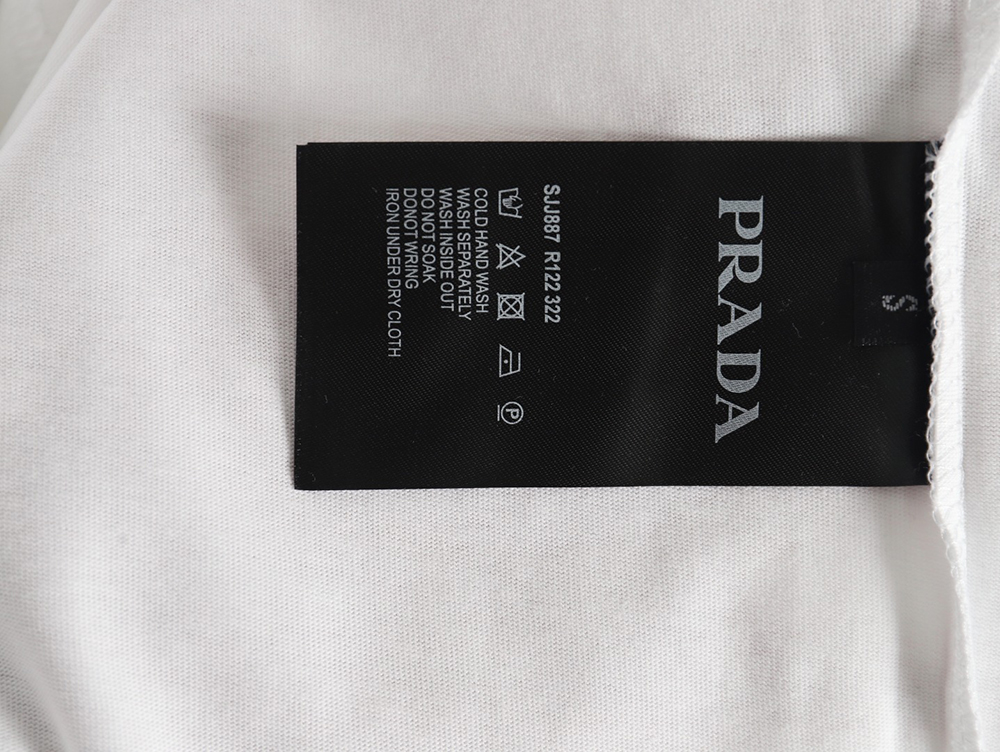 S
PRADA
SJJ887 R122 322
P
COLD HAND WASH
WASH SEPARATELY
WASH INSIDE OUT
DO NOT SOAK
DONOT WRING
IRON UNDER DRY CLOTH